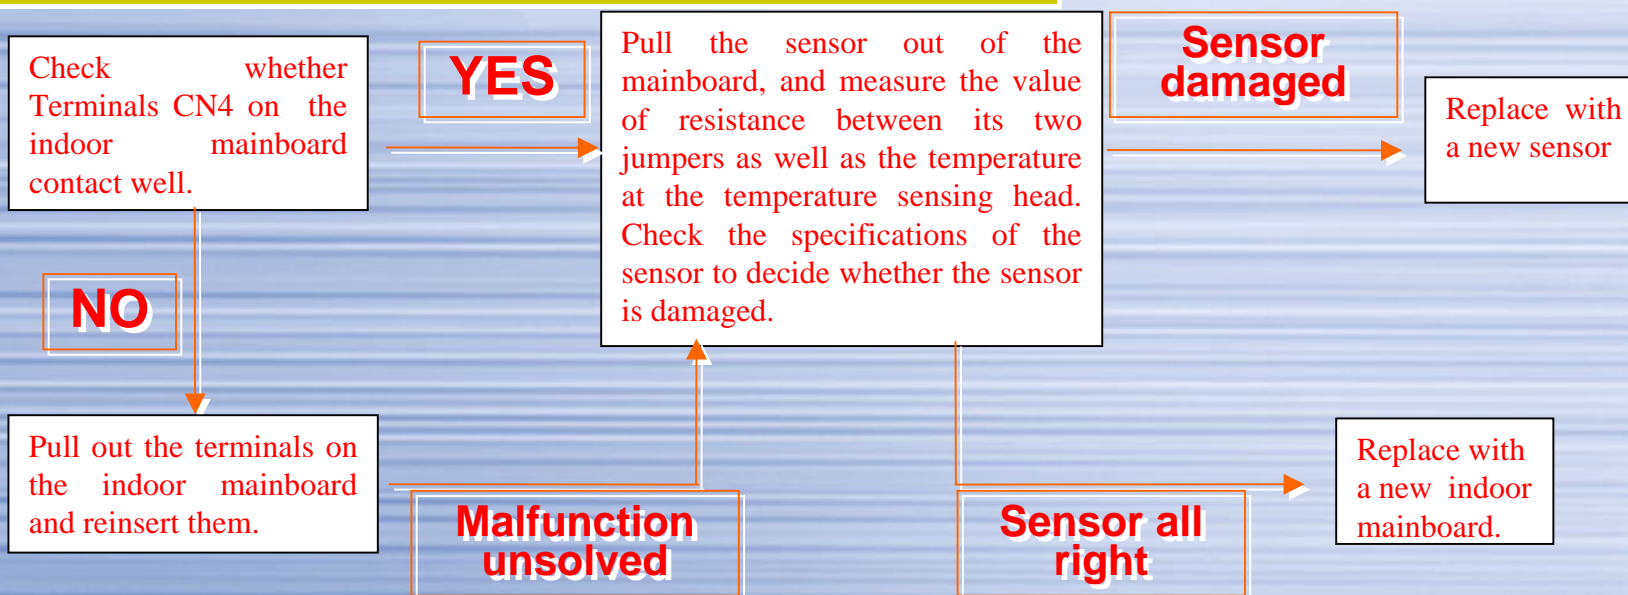 Check whether
Terminals CN4 on the
indoor mainboard
contact well.
YES
Pull the sensor out of the
mainboard, and measure the value
of resistance between its two
jumpers as well as the temperature
at the temperature sensing head.
Check the specifications of the
sensor to decide whether the sensor
is damaged.
Sensor
damaged
Replace with
a new sensor
NO
Pull out the terminals on
the indoor mainboard
and reinsert them.
Malfunction
unsolved
Sensor all
right
Replace with
a new indoor
mainboard.